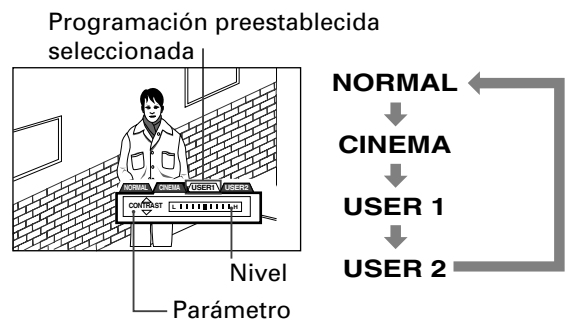 Programación preestablecida
seleccionada
NORMAL CINEMA USER1 USER2
CONTRAST L H
Nivel
Parámetro
NORMAL
CINEMA
USER 1
USER 2